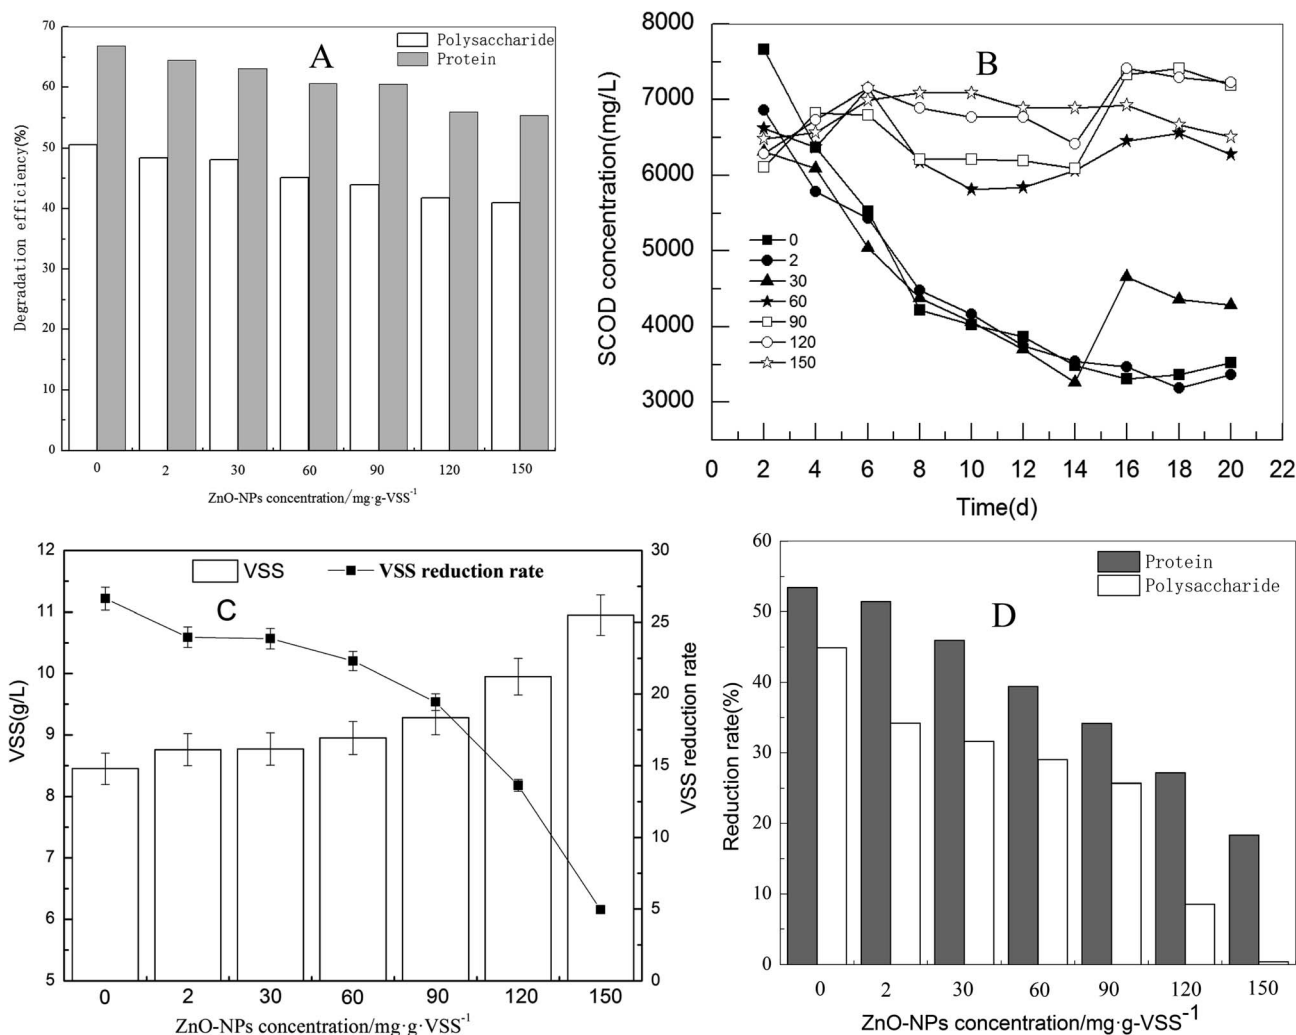 A
Polysaccharide
Protein
Degradation efficiency(%)
70
60
50
40
30
20
10
0
0 2 30 60 90 120 150
ZnO-NPs concentration/mg·g-VSS⁻¹
B
SCOD concentration(mg/L)
8000
7000
6000
5000
4000
3000
0
2
30
60
90
120
150
0 2 4 6 8 10 12 14 16 18 20 22
Time(d)
VSS VSS reduction rate
C
VSS(g/L)
12
11
10
9
8
7
6
5
VSS reduction rate
30
25
20
15
10
5
0
0 2 30 60 90 120 150
ZnO-NPs concentration/mg·g·VSS⁻¹
D
Protein
Polysaccharide
Reduction rate(%)
60
50
40
30
20
10
0
0 2 30 60 90 120 150
ZnO-NPs concentration/mg·g-VSS⁻¹